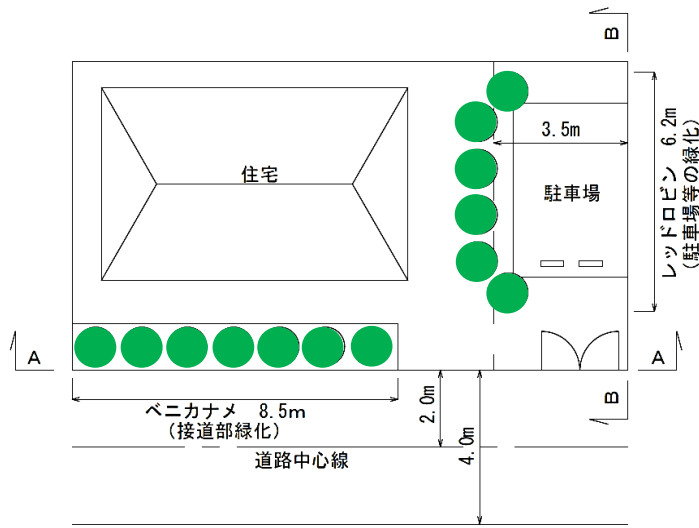 B
3.5m
住宅
駐車場
レッドロビン 6.2m
(駐車場等の緑化)
A
A
ベニカナメ 8.5m
(接道部緑化)
2.0m
B
4.0m
道路中心線